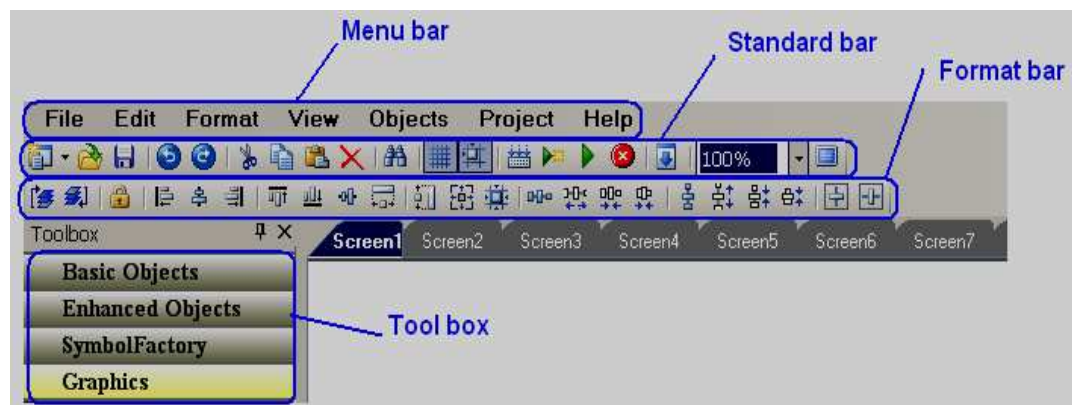 Menu bar
Standard bar
Format bar
File Edit Format View Objects Project Help
100%
Toolbox
Screen1 Screen2 Screen3 Screen4 Screen5 Screen6 Screen7
Basic Objects
Enhanced Objects
SymbolFactory
Graphics
Tool box